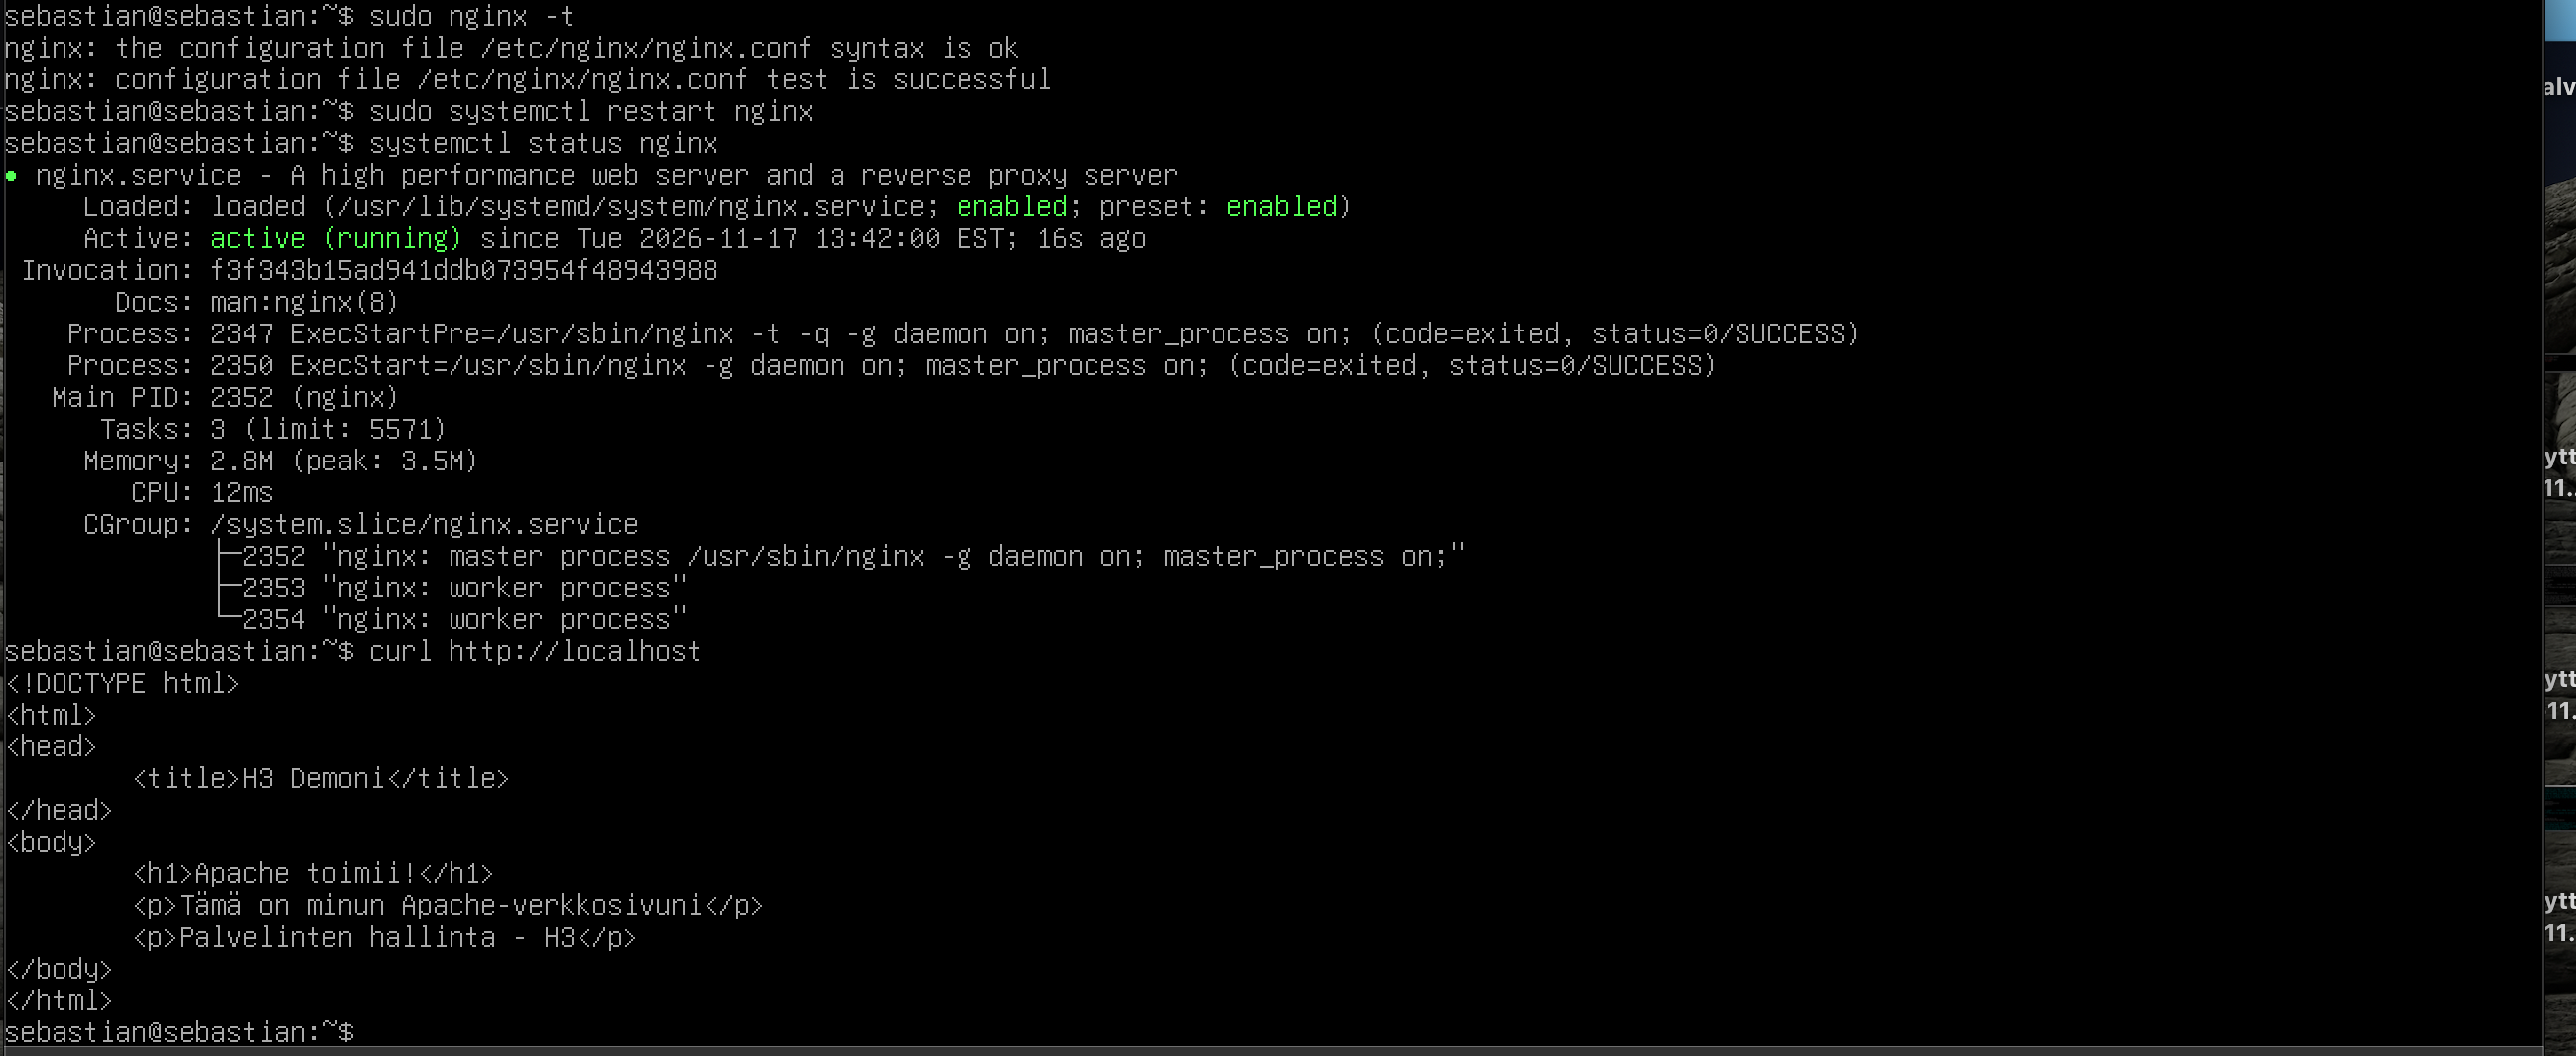 sebastian@sebastian:~$ sudo nginx -t
nginx: the configuration file /etc/nginx/nginx.conf syntax is ok
nginx: configuration file /etc/nginx/nginx.conf test is successful
sebastian@sebastian:~$ sudo systemctl restart nginx
sebastian@sebastian:~$ systemctl status nginx
● nginx.service - A high performance web server and a reverse proxy server
     Loaded: loaded (/usr/lib/systemd/system/nginx.service; enabled; preset: enabled)
     Active: active (running) since Tue 2026-11-17 13:42:00 EST; 16s ago
 Invocation: f3f343b15ad941ddb073954f48943988
       Docs: man:nginx(8)
    Process: 2347 ExecStartPre=/usr/sbin/nginx -t -q -g daemon on; master_process on; (code=exited, status=0/SUCCESS)
    Process: 2350 ExecStart=/usr/sbin/nginx -g daemon on; master_process on; (code=exited, status=0/SUCCESS)
   Main PID: 2352 (nginx)
      Tasks: 3 (limit: 5571)
     Memory: 2.8M (peak: 3.5M)
        CPU: 12ms
     CGroup: /system.slice/nginx.service
             ├─2352 "nginx: master process /usr/sbin/nginx -g daemon on; master_process on;"
             ├─2353 "nginx: worker process"
             └─2354 "nginx: worker process"
sebastian@sebastian:~$ curl http://localhost
<!DOCTYPE html>
<html>
<head>
        <title>H3 Demoni</title>
</head>
<body>
        <h1>Apache toimii!</h1>
        <p>Tämä on minun Apache-verkkosivuni</p>
        <p>Palvelinten hallinta - H3</p>
</body>
</html>
sebastian@sebastian:~$